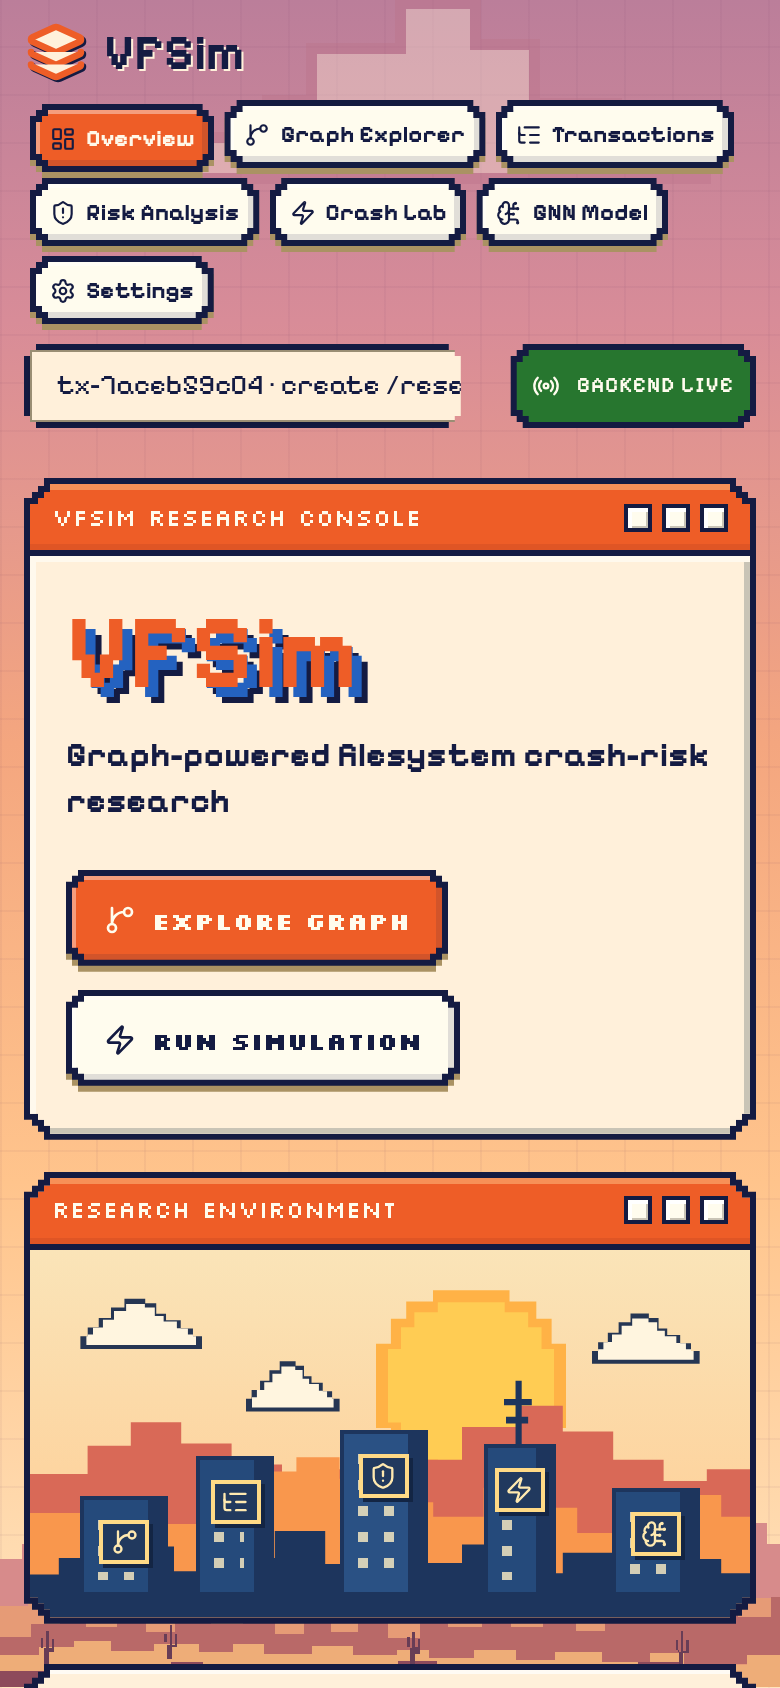 VFSim
Overview
Graph Explorer
Transactions
Risk Analysis
Crash Lab
GNN Model
Settings
tx-7aceb89c04 · create /rese
BACKEND LIVE
VFSIM RESEARCH CONSOLE
VFSim
Graph-powered filesystem crash-risk
research
EXPLORE GRAPH
RUN SIMULATION
RESEARCH ENVIRONMENT